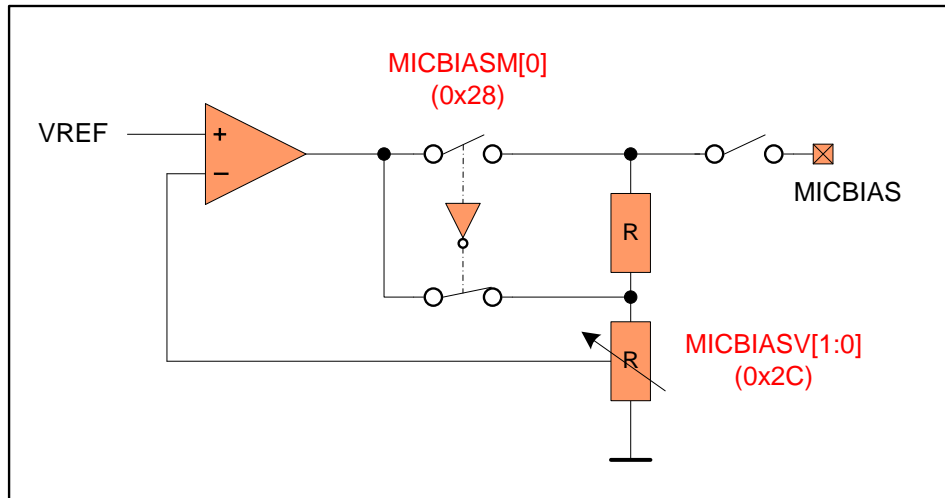 MICBIASM[0]
(0x28)
VREF
+
−
MICBIAS
R
R
MICBIASV[1:0]
(0x2C)